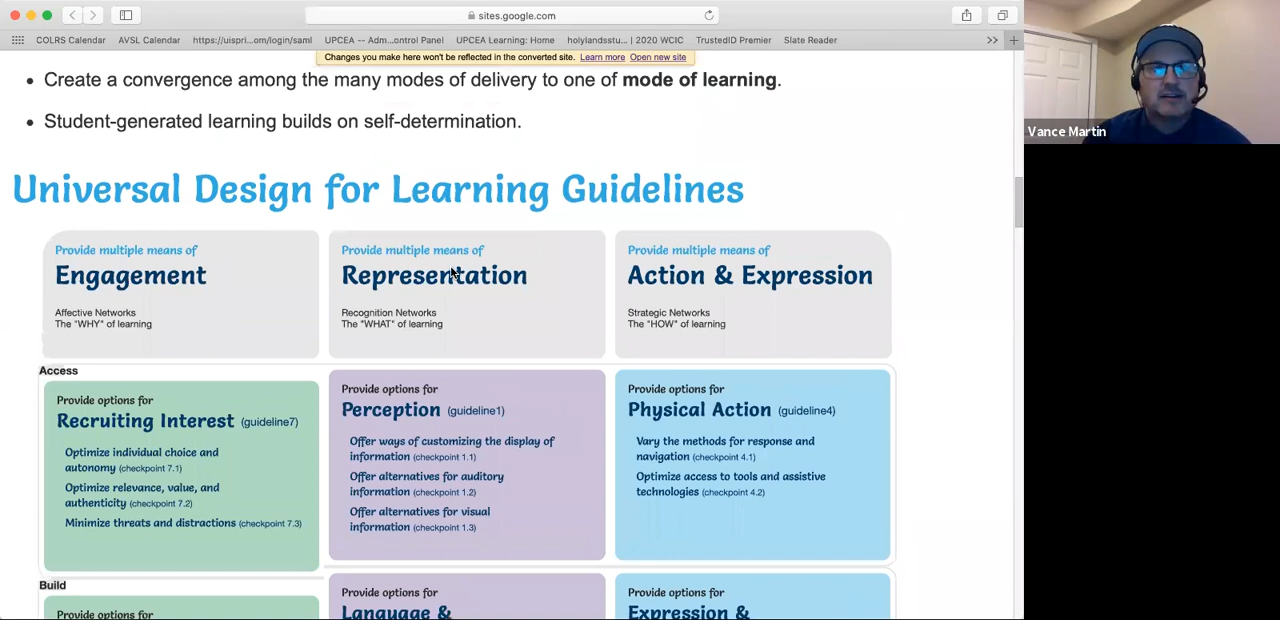 sites.google.com
COLRS Calendar AVSL Calendar https://uispri...om/login/saml UPCEA -- Adm...ontrol Panel UPCEA Learning: Home holylandsstu... | 2020 WCIC TrustedID Premier Slate Reader
Changes you make here won't be reflected in the converted site. Learn more Open new site
• Create a convergence among the many modes of delivery to one of mode of learning.
• Student-generated learning builds on self-determination.
Vance Martin
Universal Design for Learning Guidelines
Provide multiple means of
Engagement
Affective Networks
The "WHY" of learning
Provide multiple means of
Representation
Recognition Networks
The "WHAT" of learning
Provide multiple means of
Action & Expression
Strategic Networks
The "HOW" of learning
Access
Provide options for
Recruiting Interest (guideline7)
Optimize individual choice and
autonomy (checkpoint 7.1)
Optimize relevance, value, and
authenticity (checkpoint 7.2)
Minimize threats and distractions (checkpoint 7.3)
Provide options for
Perception (guideline1)
Offer ways of customizing the display of
information (checkpoint 1.1)
Offer alternatives for auditory
information (checkpoint 1.2)
Offer alternatives for visual
information (checkpoint 1.3)
Provide options for
Physical Action (guideline4)
Vary the methods for response and
navigation (checkpoint 4.1)
Optimize access to tools and assistive
technologies (checkpoint 4.2)
Build
Provide options for
Provide options for
Language &
Provide options for
Expression &